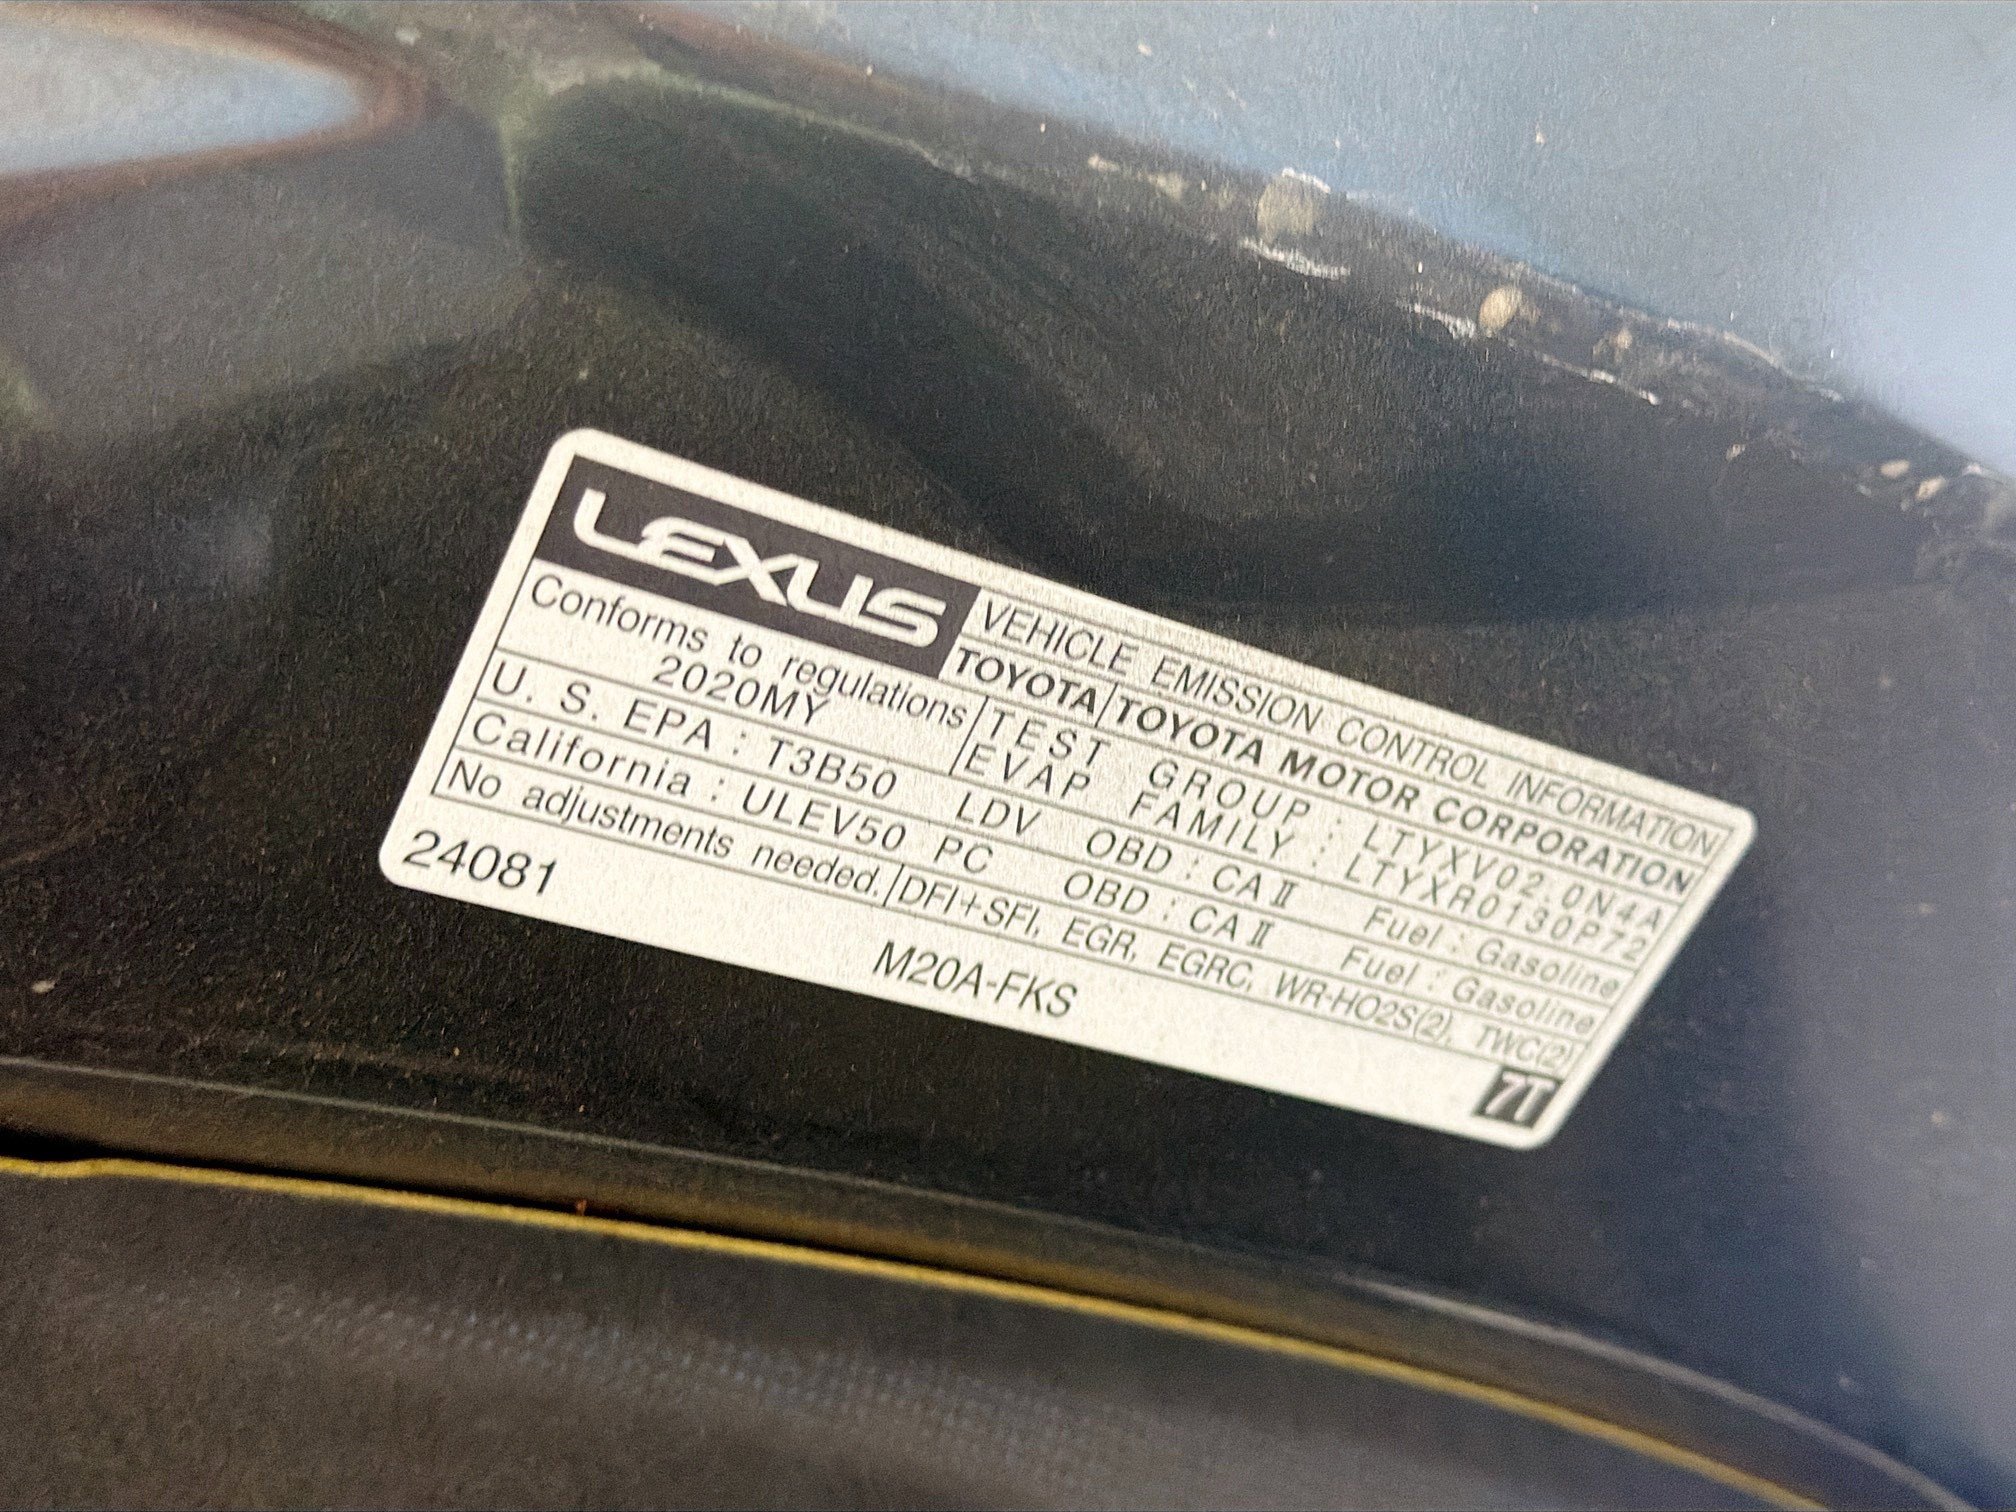 LEXUS VEHICLE EMISSION CONTROL INFORMATION
TOYOTA TOYOTA MOTOR CORPORATION
Conforms to regulations TEST GROUP : LTYXV02.0N4A
2020MY EVAP FAMILY : LTYXR0130P72
U. S. EPA : T3B50 LDV OBD : CA II Fuel : Gasoline
California : ULEV50 PC OBD : CA II Fuel : Gasoline
No adjustments needed. DFI+SFI, EGR, EGRC, WR-HO2S(2), TWC(2)
24081 M20A-FKS 7T